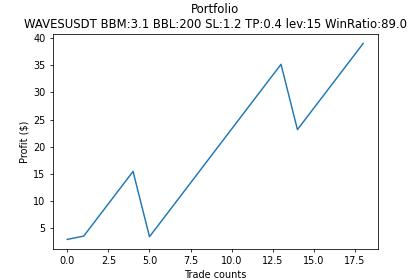 Portfolio
WAVESUSDT BBM:3.1 BBL:200 SL:1.2 TP:0.4 lev:15 WinRatio:89.0
40
35
30
25
20
15
10
5
Profit ($)
0.0 2.5 5.0 7.5 10.0 12.5 15.0 17.5
Trade counts